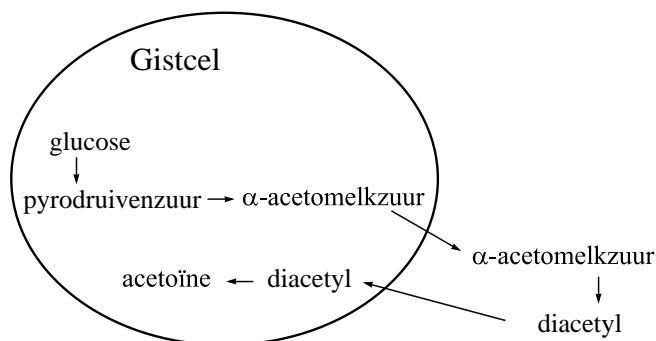 Gistcel
glucose
pyrodruivenzuur → α-acetomelkzuur
α-acetomelkzuur
acetoïne ← diacetyl
diacetyl